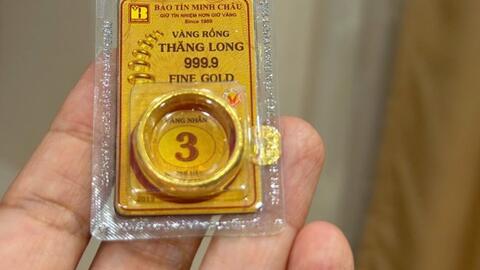 BẢO TÍN MINH CHÂU
GIỮ TÍN NHIỆM HƠN GIỮ VÀNG
Since 1989
VÀNG RỒNG
THĂNG LONG
999.9
FINE GOLD
VÀNG NHẪN
3